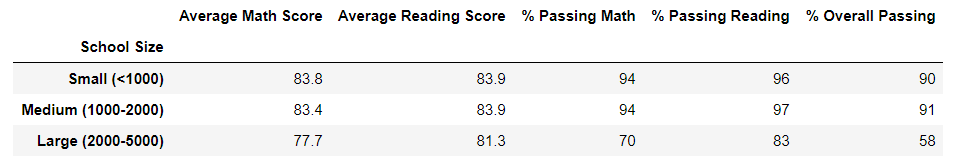 Average Math Score Average Reading Score % Passing Math % Passing Reading % Overall Passing
School Size
Small (<1000) 83.8 83.9 94 96 90
Medium (1000-2000) 83.4 83.9 94 97 91
Large (2000-5000) 77.7 81.3 70 83 58